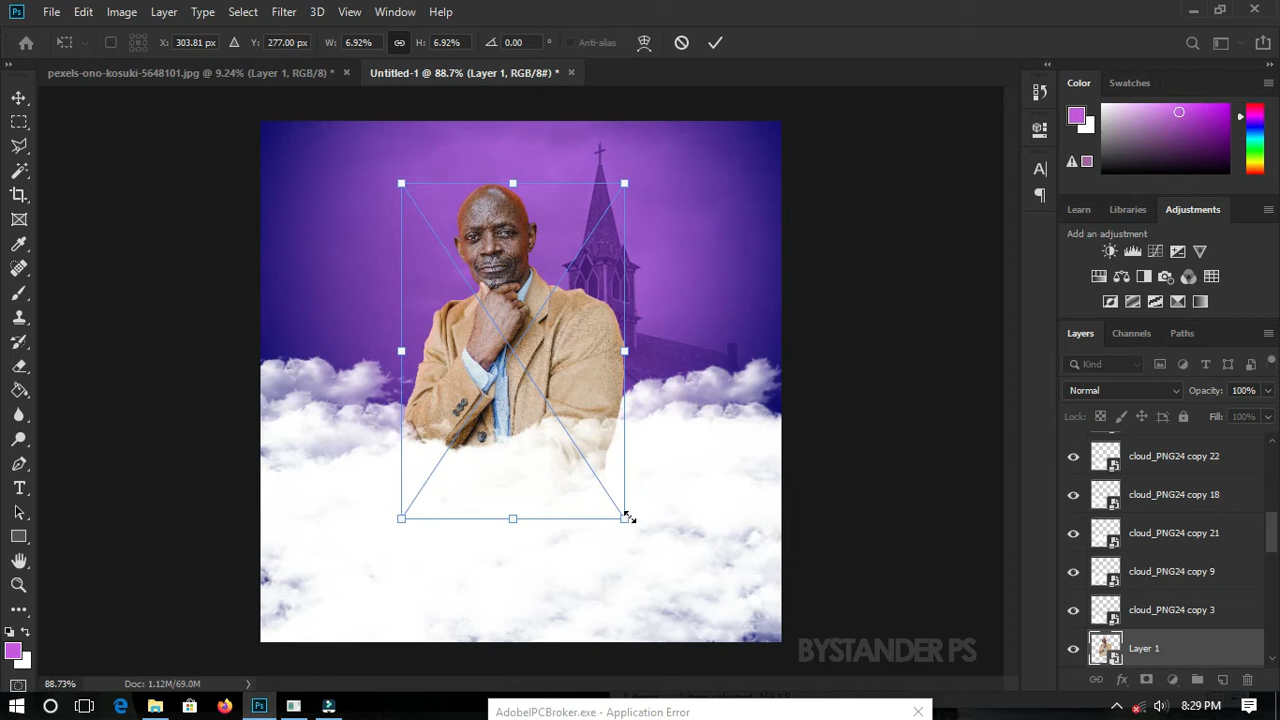 Ps File Edit Image Layer Type Select Filter 3D View Window Help
X: 303.81 px Y: 277.00 px W: 6.92% H: 6.92% 0.00 ° Anti-alias
pexels-ono-kosuki-5648101.jpg @ 9.24% (Layer 1, RGB/8) * Untitled-1 @ 88.7% (Layer 1, RGB/8#) *
Color Swatches
Learn Libraries Adjustments
Add an adjustment
Layers Channels Paths
Kind
Normal Opacity: 100%
Lock: Fill: 100%
cloud_PNG24 copy 22
cloud_PNG24 copy 18
cloud_PNG24 copy 21
cloud_PNG24 copy 9
cloud_PNG24 copy 3
Layer 1
BYSTANDER PS
88.73% Doc: 1.12M/69.0M
AdobeIPCBroker.exe - Application Error
8:29 PM